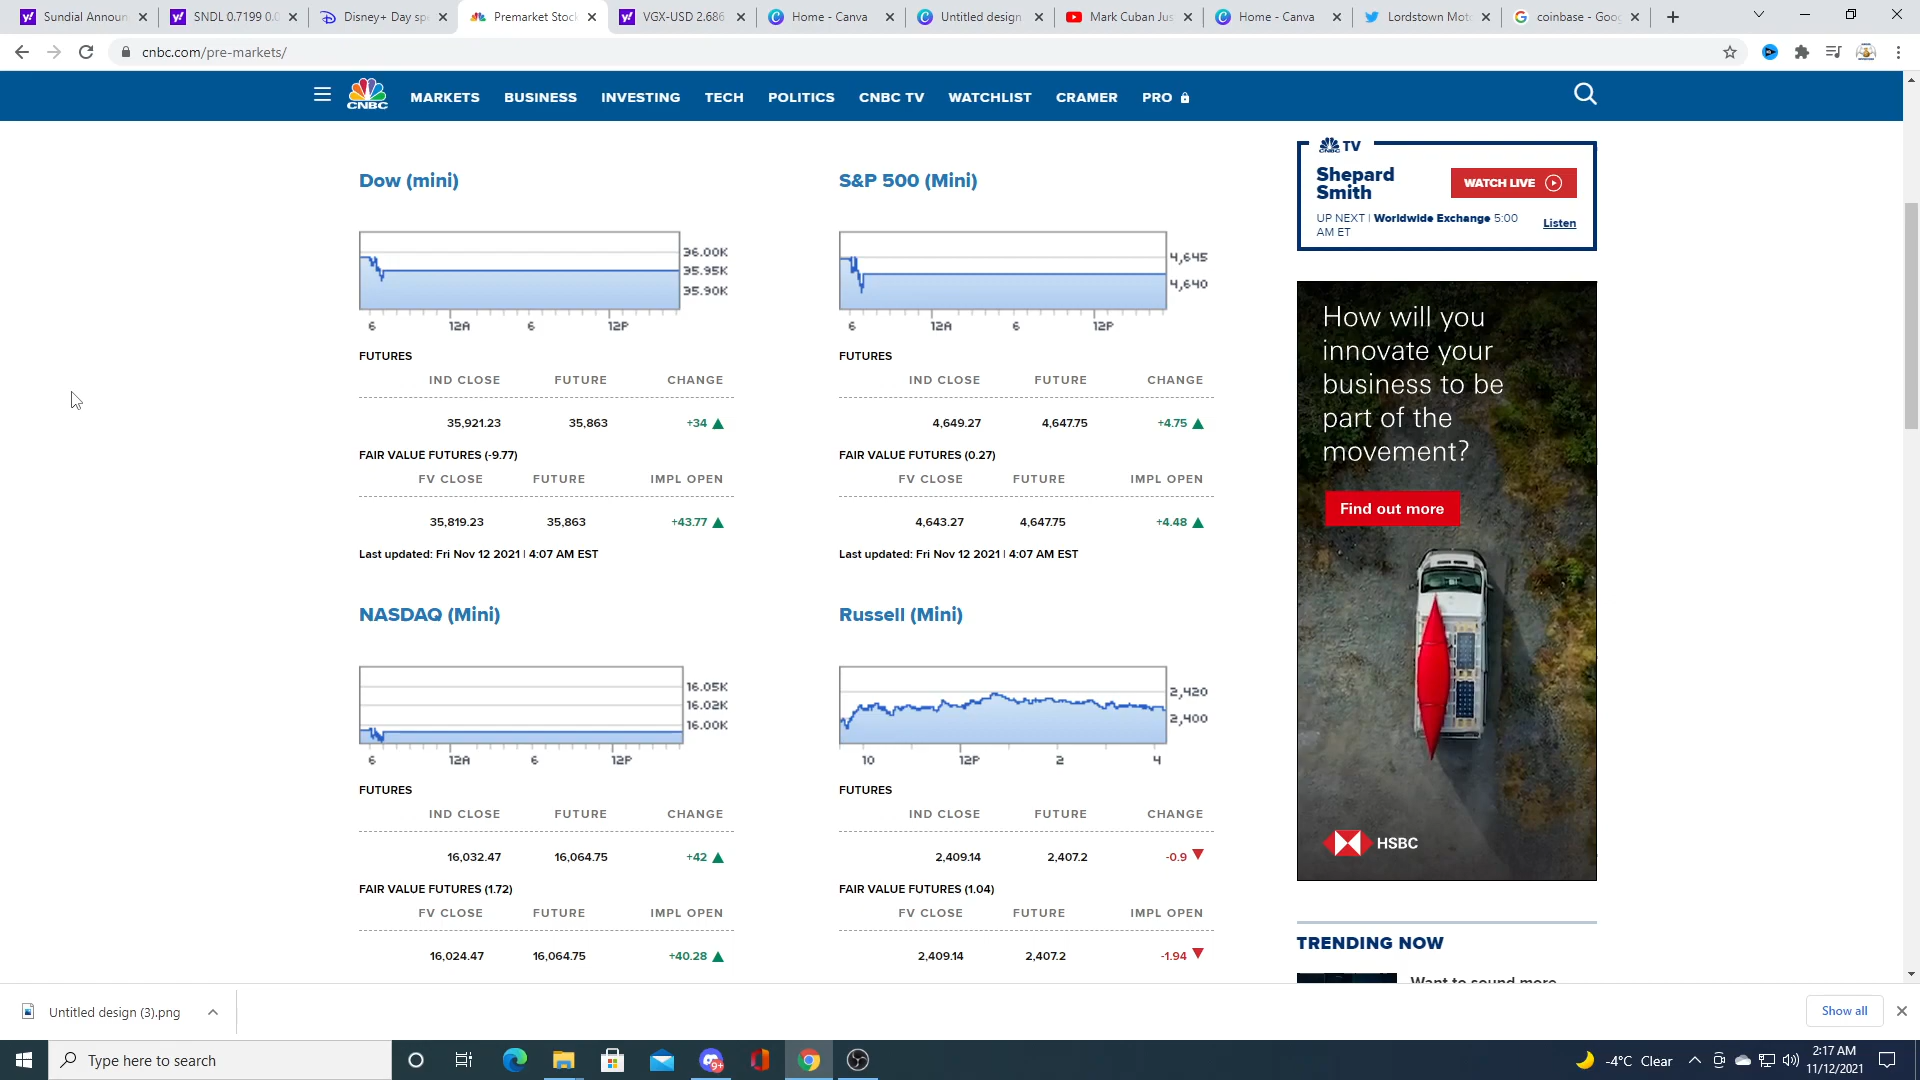 Sundial Announ
SNDL 0.7199 0.0
Disney+ Day sp
Premarket Stock
VGX-USD 2.686
Home - Canva
Untitled design
Mark Cuban Jus
Home - Canva
Lordstown Mot
coinbase - Goo
cnbc.com/pre-markets/
CNBC
MARKETS BUSINESS INVESTING TECH POLITICS CNBC TV WATCHLIST CRAMER PRO
Dow (mini)
36.00K
35.95K
35.90K
6 12A 6 12P
FUTURES
IND CLOSE FUTURE CHANGE
35,921.23 35,863 +34
FAIR VALUE FUTURES (-9.77)
FV CLOSE FUTURE IMPL OPEN
35,819.23 35,863 +43.77
Last updated: Fri Nov 12 2021 | 4:07 AM EST
S&P 500 (Mini)
4,645
4,640
6 12A 6 12P
FUTURES
IND CLOSE FUTURE CHANGE
4,649.27 4,647.75 +4.75
FAIR VALUE FUTURES (0.27)
FV CLOSE FUTURE IMPL OPEN
4,643.27 4,647.75 +4.48
Last updated: Fri Nov 12 2021 | 4:07 AM EST
NASDAQ (Mini)
16.05K
16.02K
16.00K
6 12A 6 12P
FUTURES
IND CLOSE FUTURE CHANGE
16,032.47 16,064.75 +42
FAIR VALUE FUTURES (1.72)
FV CLOSE FUTURE IMPL OPEN
16,024.47 16,064.75 +40.28
Russell (Mini)
2,420
2,400
10 12P 2 4
FUTURES
IND CLOSE FUTURE CHANGE
2,409.14 2,407.2 -0.9
FAIR VALUE FUTURES (1.04)
FV CLOSE FUTURE IMPL OPEN
2,409.14 2,407.2 -1.94
CNBC TV
Shepard
Smith
WATCH LIVE
UP NEXT | Worldwide Exchange 5:00
AM ET
Listen
How will you
innovate your
business to be
part of the
movement?
Find out more
HSBC
TRENDING NOW
Want to sound more
Untitled design (3).png
Show all
Type here to search
9+
-4°C Clear
2:17 AM
11/12/2021